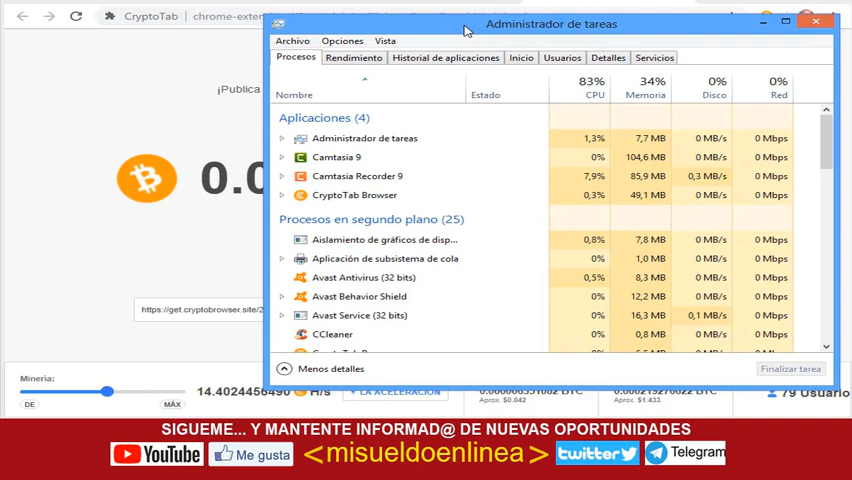 CryptoTab
chrome-exten
Administrador de tareas
Archivo Opciones Vista
Procesos Rendimiento Historial de aplicaciones Inicio Usuarios Detalles Servicios
83% 34% 0% 0%
Nombre Estado CPU Memoria Disco Red
Aplicaciones (4)
Administrador de tareas 1,3% 7,7 MB 0 MB/s 0 Mbps
Camtasia 9 0% 104,6 MB 0 MB/s 0 Mbps
Camtasia Recorder 9 7,9% 85,9 MB 0,3 MB/s 0 Mbps
CryptoTab Browser 0,3% 49,1 MB 0 MB/s 0 Mbps
Procesos en segundo plano (25)
Aislamiento de gráficos de disp... 0,8% 7,8 MB 0 MB/s 0 Mbps
Aplicación de subsistema de cola 0% 1,0 MB 0 MB/s 0 Mbps
Avast Antivirus (32 bits) 0,5% 8,3 MB 0 MB/s 0 Mbps
Avast Behavior Shield 0% 12,2 MB 0 MB/s 0 Mbps
Avast Service (32 bits) 0% 16,3 MB 0,1 MB/s 0 Mbps
CCleaner 0% 0,8 MB 0 MB/s 0 Mbps
Menos detalles
Finalizar tarea
¡Publica
0.0
https://get.cryptobrowser.site/2
Minería:
DE MÁX
14.4024456490 H/s
+ LA ACELERACIÓN
Aprox. $0.042
Aprox. $1.433
79 Usuario
SIGUEME... Y MANTENTE INFORMAD@ DE NUEVAS OPORTUNIDADES
YouTube
Me gusta
<misueldoenlinea>
twitter
Telegram